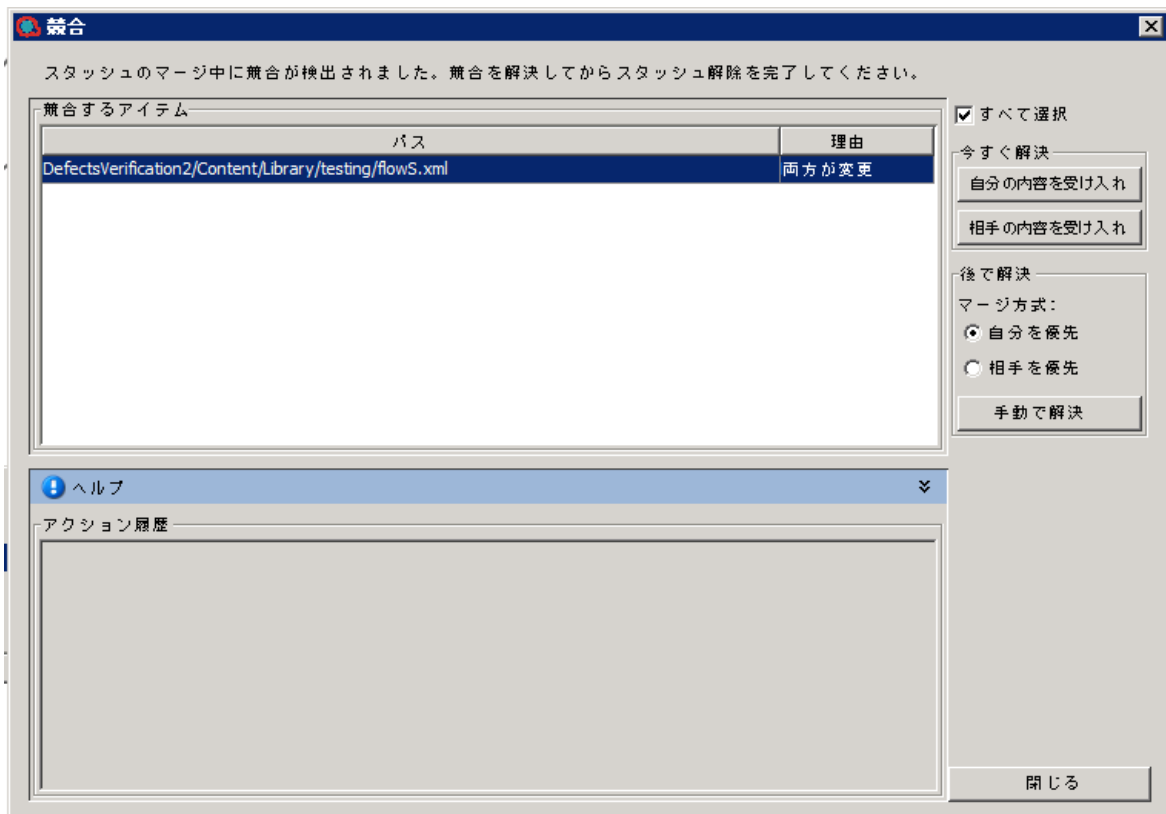 競合
スタッシュのマージ中に競合が検出されました。競合を解決してからスタッシュ解除を完了してください。
競合するアイテム
すべて選択
パス 理由
DefectsVerification2/Content/Library/testing/flowS.xml 両方が変更
今すぐ解決
自分の内容を受け入れ
相手の内容を受け入れ
後で解決
マージ方式:
自分を優先
相手を優先
手動で解決
ヘルプ
アクション履歴
閉じる